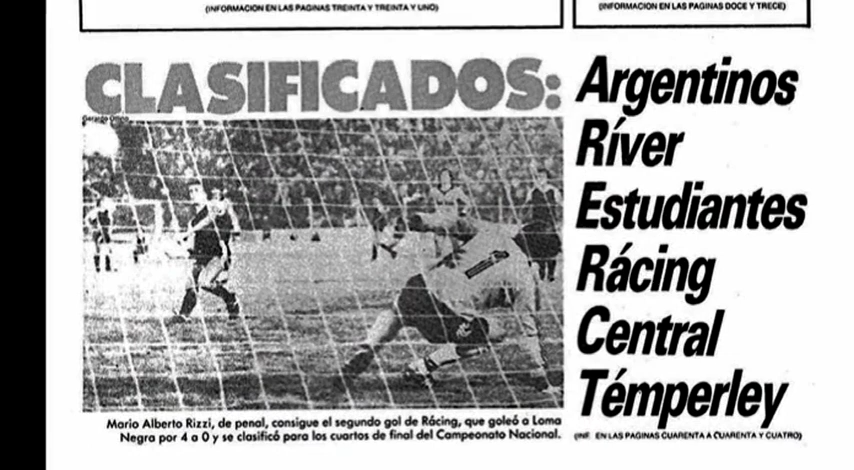 (INFORMACION EN LAS PAGINAS TREINTA Y TREINTA Y UNO)
(INFORMACION EN LAS PAGINAS DOCE Y TRECE)
CLASIFICADOS:
Gerardo Orono
Argentinos
Ríver
Estudiantes
Rácing
Central
Témperley
Mario Alberto Rizzi, de penal, consigue el segundo gol de Rácing, que goleó a Loma
Negra por 4 a 0 y se clasificó para los cuartos de final del Campeonato Nacional.
(INF. EN LAS PAGINAS CUARENTA A CUARENTA Y CUATRO)